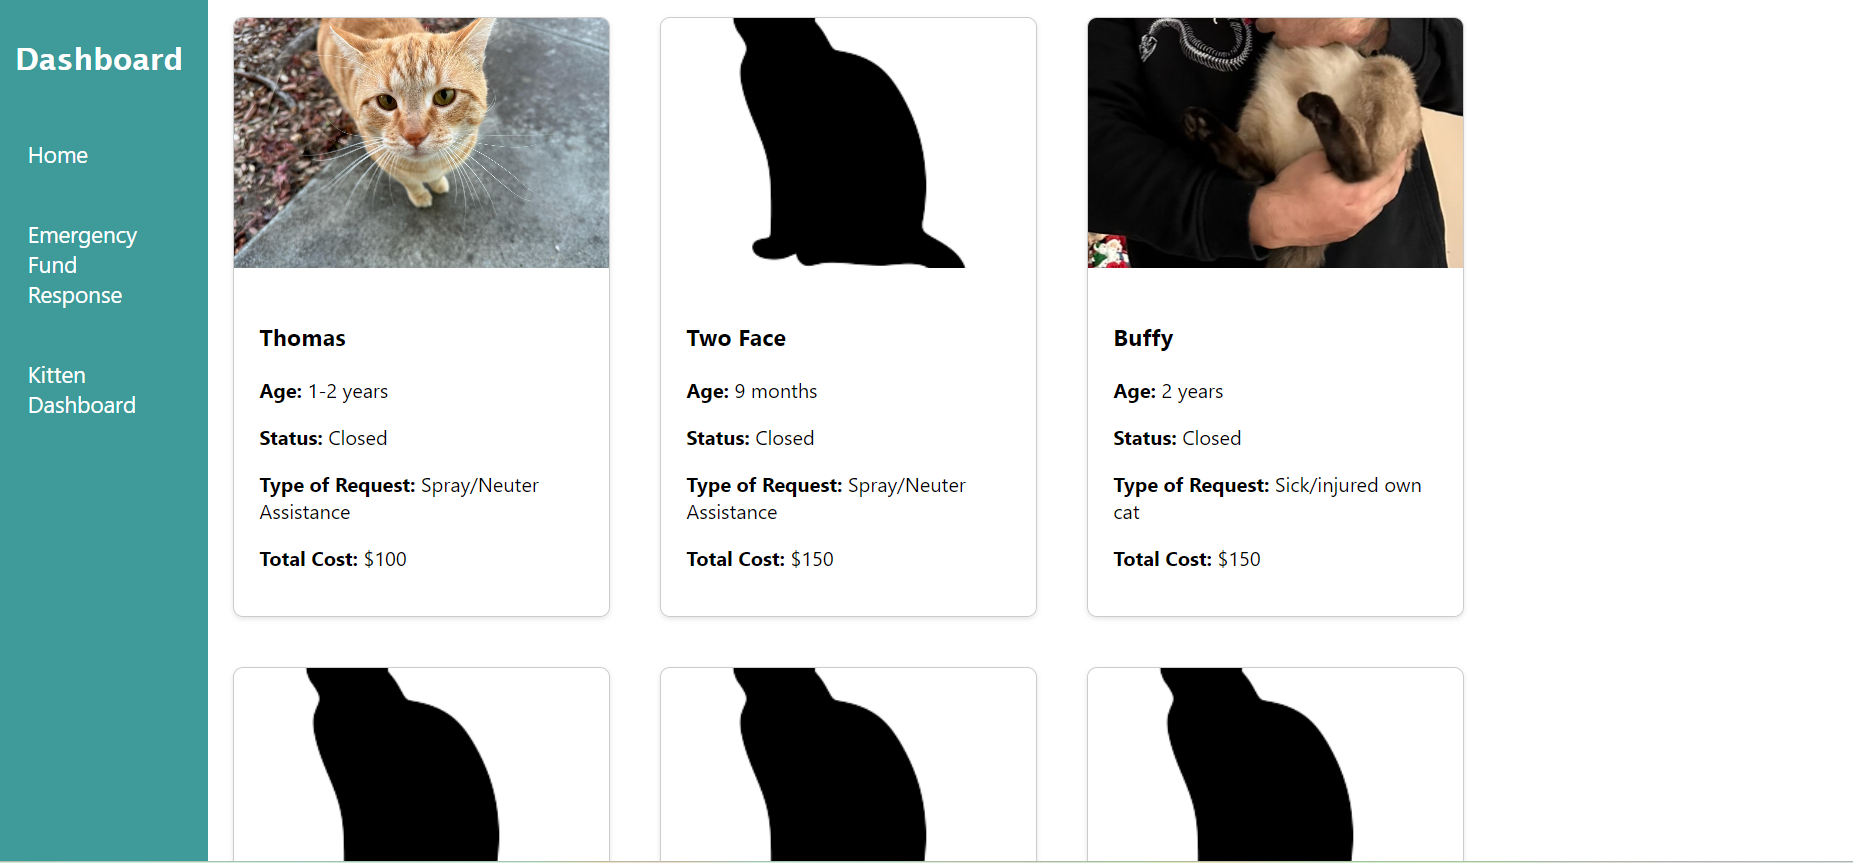 Dashboard
Home
Emergency
Fund
Response
Kitten
Dashboard
Thomas
Age: 1-2 years
Status: Closed
Type of Request: Spray/Neuter
Assistance
Total Cost: $100
Two Face
Age: 9 months
Status: Closed
Type of Request: Spray/Neuter
Assistance
Total Cost: $150
Buffy
Age: 2 years
Status: Closed
Type of Request: Sick/injured own
cat
Total Cost: $150